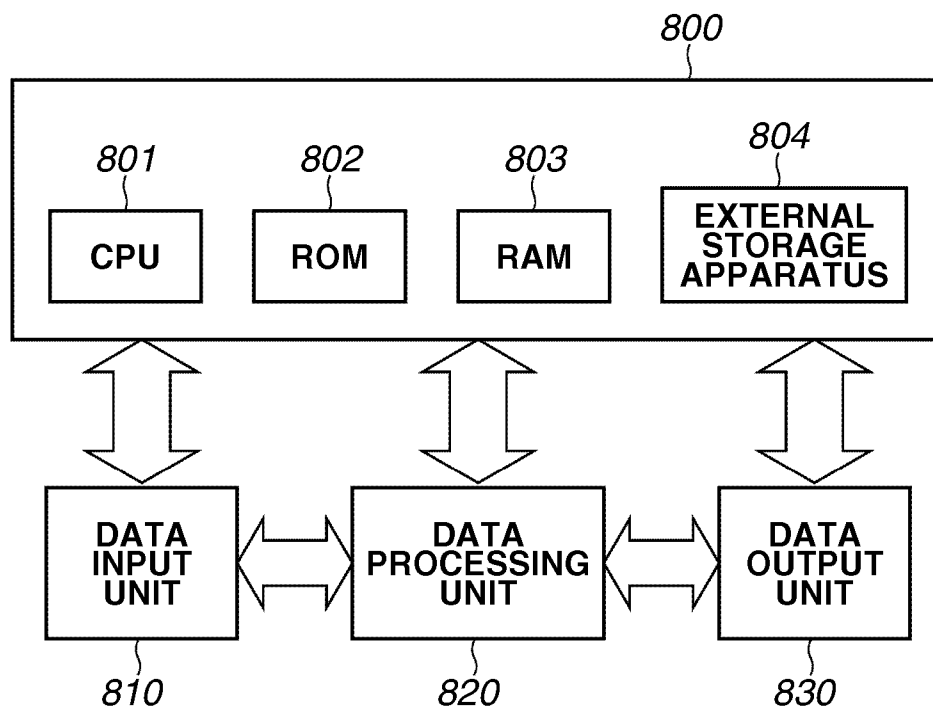 800
801
802
803
804
CPU
ROM
RAM
EXTERNAL
STORAGE
APPARATUS
DATA
INPUT
UNIT
DATA
PROCESSING
UNIT
DATA
OUTPUT
UNIT
810
820
830